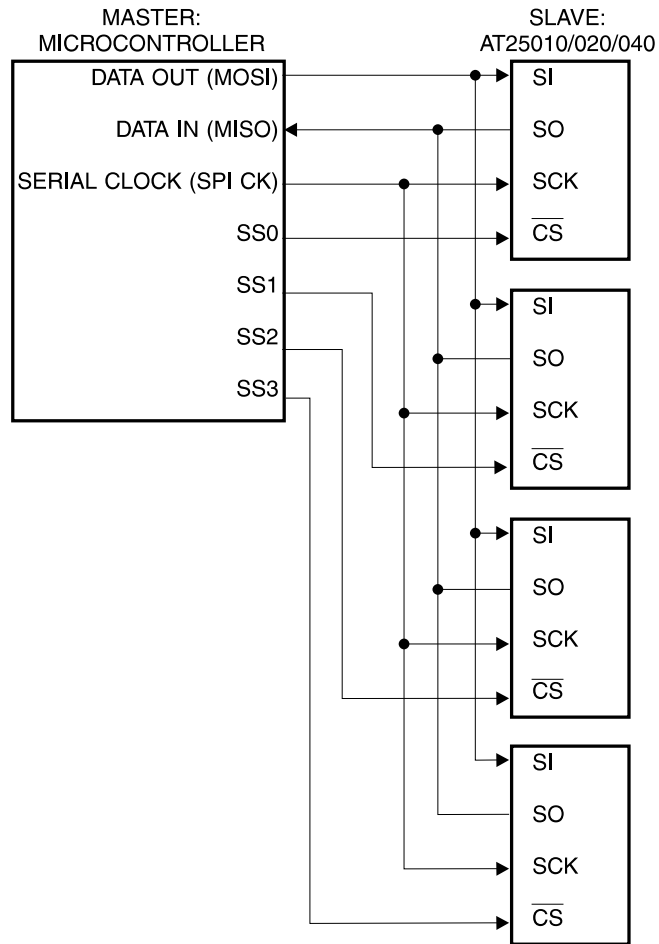 MASTER:
MICROCONTROLLER
DATA OUT (MOSI)
DATA IN (MISO)
SERIAL CLOCK (SPI CK)
SS0
SS1
SS2
SS3
SLAVE:
AT25010/020/040
SI
SO
SCK
CS
SI
SO
SCK
CS
SI
SO
SCK
CS
SI
SO
SCK
CS